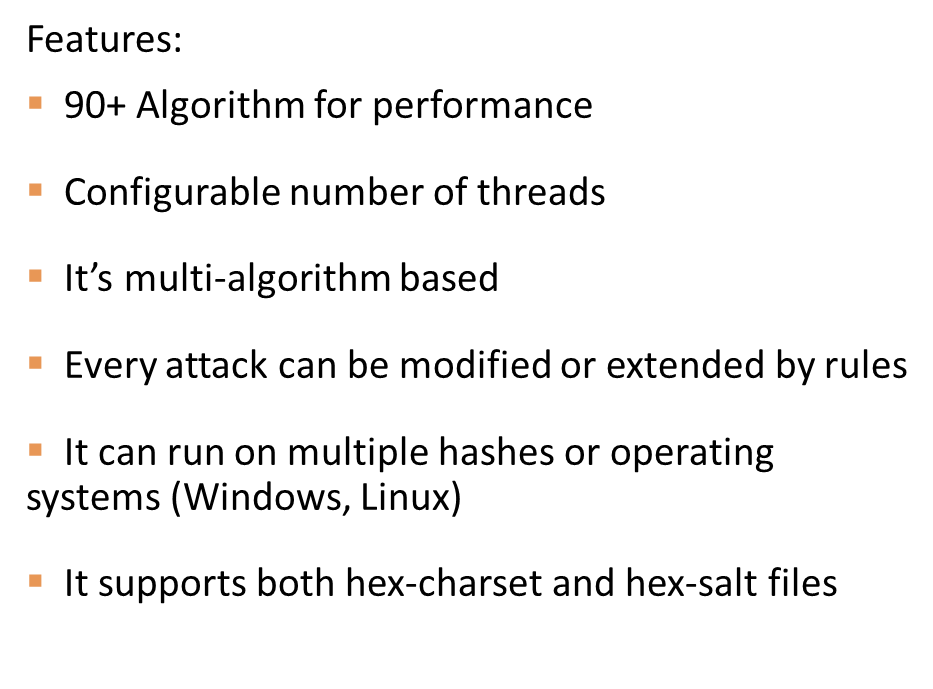 Features:
▪ 90+ Algorithm for performance
▪ Configurable number of threads
▪ It’s multi-algorithm based
▪ Every attack can be modified or extended by rules
▪ It can run on multiple hashes or operating
systems (Windows, Linux)
▪ It supports both hex-charset and hex-salt files